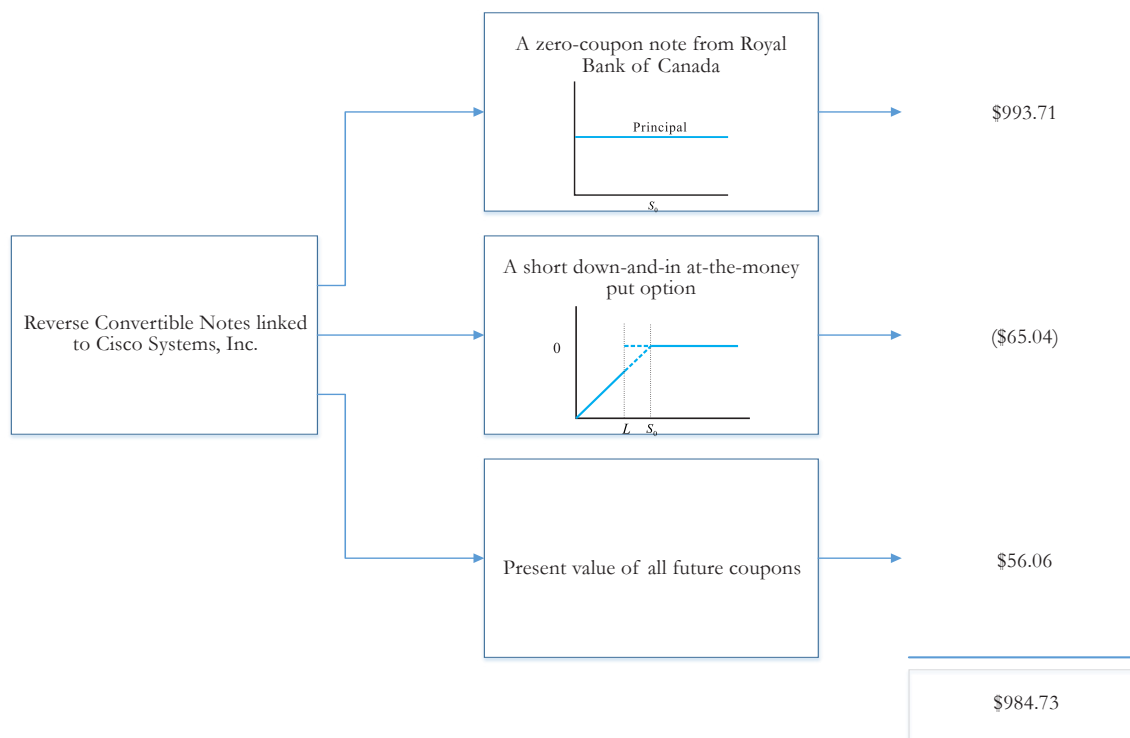 A zero-coupon note from Royal
Bank of Canada
Principal
S₀
$993.71
Reverse Convertible Notes linked
to Cisco Systems, Inc.
A short down-and-in at-the-money
put option
0
L S₀
($65.04)
Present value of all future coupons
$56.06
$984.73